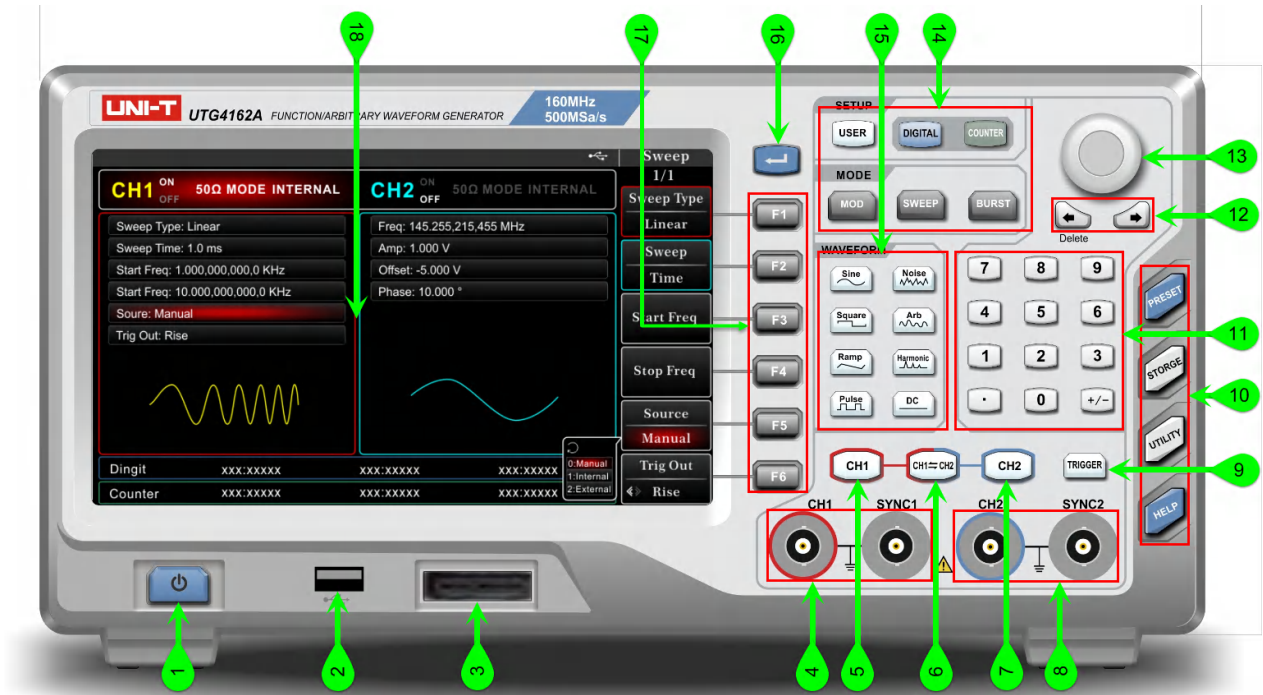 18
17
16
15
14
UNI-T
UTG4162A FUNCTION/ARBITRARY WAVEFORM GENERATOR
160MHz
500MSa/s
SETUP
USER
DIGITAL
COUNTER
13
Sweep
1/1
CH1 ON OFF 50Ω MODE INTERNAL
CH2 ON OFF 50Ω MODE INTERNAL
Sweep Type
Linear
F1
MODE
MOD
SWEEP
BURST
12
Delete
Sweep Type: Linear
Sweep Time: 1.0 ms
Start Freq: 1.000,000,000,0 KHz
Start Freq: 10.000,000,000,0 KHz
Soure: Manual
Trig Out: Rise
Freq: 145.255,215,455 MHz
Amp: 1.000 V
Offset: -5.000 V
Phase: 10.000 °
Sweep
Time
F2
Start Freq
F3
Stop Freq
F4
Source
Manual
F5
Trig Out
Rise
F6
0:Manual
1:Internal
2:External
Dingit xxx:xxxxx xxx:xxxxx xxx:xxxxx
Counter xxx:xxxxx xxx:xxxxx xxx:xxxxx
WAVEFORM
Sine
Noise
Square
Arb
Ramp
Harmonic
Pulse
DC
7 8 9
4 5 6
1 2 3
· 0 +/−
11
PRESET
STORGE
UTILITY
HELP
10
CH1
CH1⇆CH2
CH2
TRIGGER
9
CH1
SYNC1
CH2
SYNC2
1
2
3
4
5
6
7
8